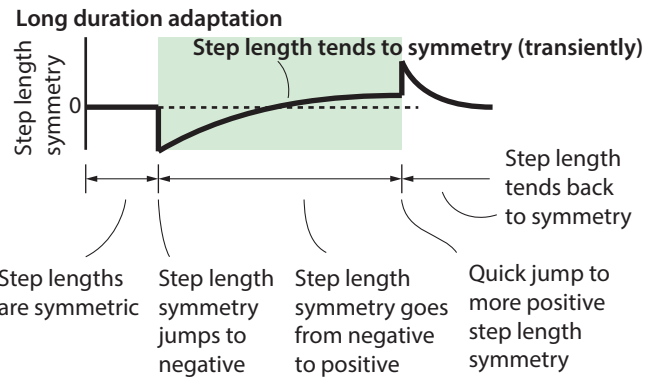 Long duration adaptation
Step length tends to symmetry (transiently)
Step length
symmetry
0
Step length
tends back
to symmetry
Step lengths
are symmetric
Step length
symmetry
jumps to
negative
Step length
symmetry goes
from negative
to positive
Quick jump to
more positive
step length
symmetry